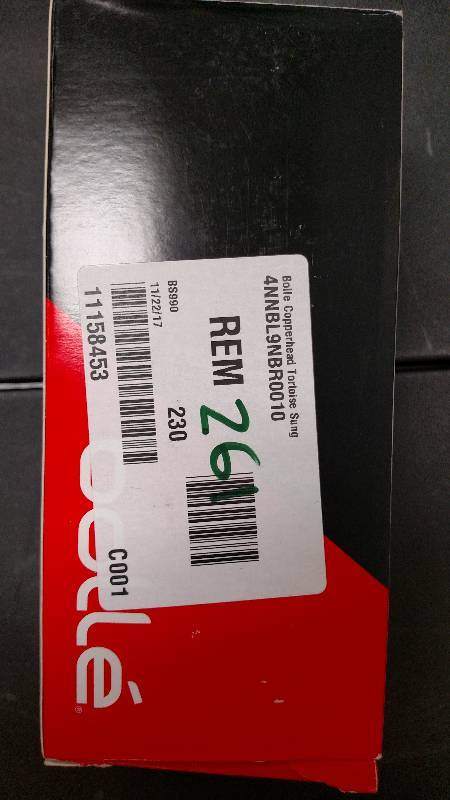 Bolle Copperhead Tortoise Sung
4NNBL9NBR0010
REM 261
BS990
230
11/22/17
11158453
C001
bollé®